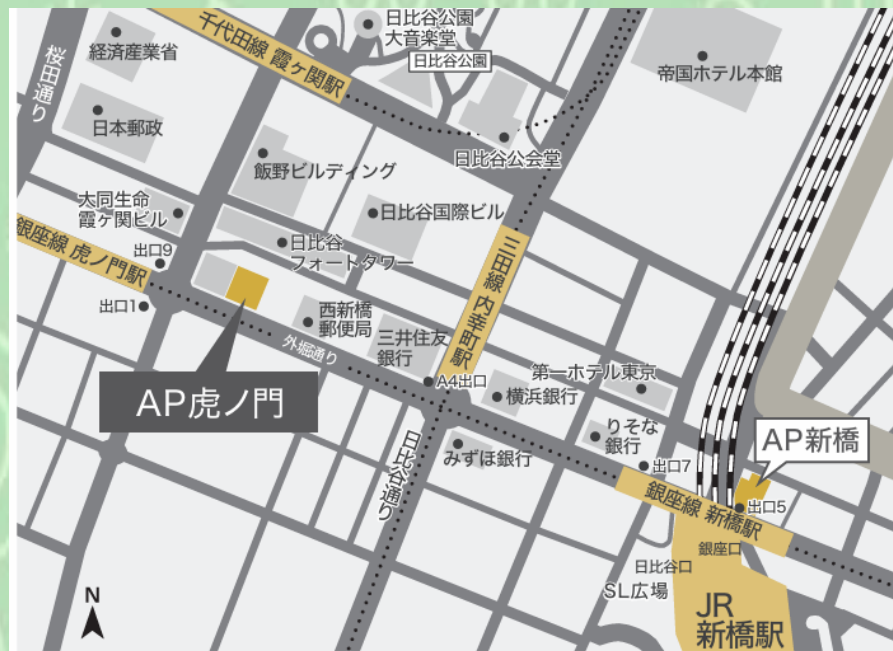 日比谷公園
大音楽堂
日比谷公園
千代田線 霞ヶ関駅
経済産業省
桜田通り
帝国ホテル本館
日本郵政
日比谷公会堂
飯野ビルディング
大同生命
霞ヶ関ビル
日比谷国際ビル
銀座線 虎ノ門駅
出口9
日比谷
フォートタワー
三田線 内幸町駅
出口1
西新橋
郵便局
外堀通り
三井住友
銀行
AP虎ノ門
A4出口
第一ホテル東京
横浜銀行
りそな
銀行
AP新橋
日比谷通り
みずほ銀行
出口7
銀座線 新橋駅
出口5
銀座口
日比谷口
SL広場
JR
新橋駅
N